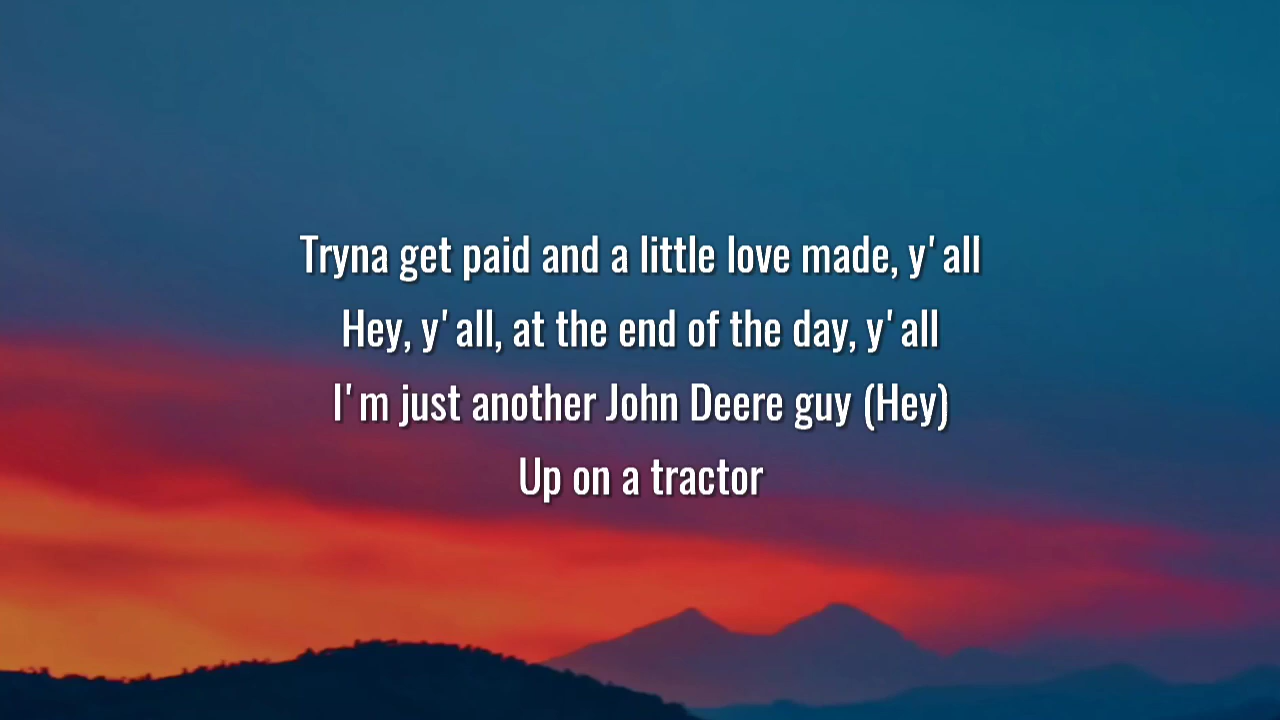 Tryna get paid and a little love made, y'all
Hey, y'all, at the end of the day, y'all
I'm just another John Deere guy (Hey)
Up on a tractor